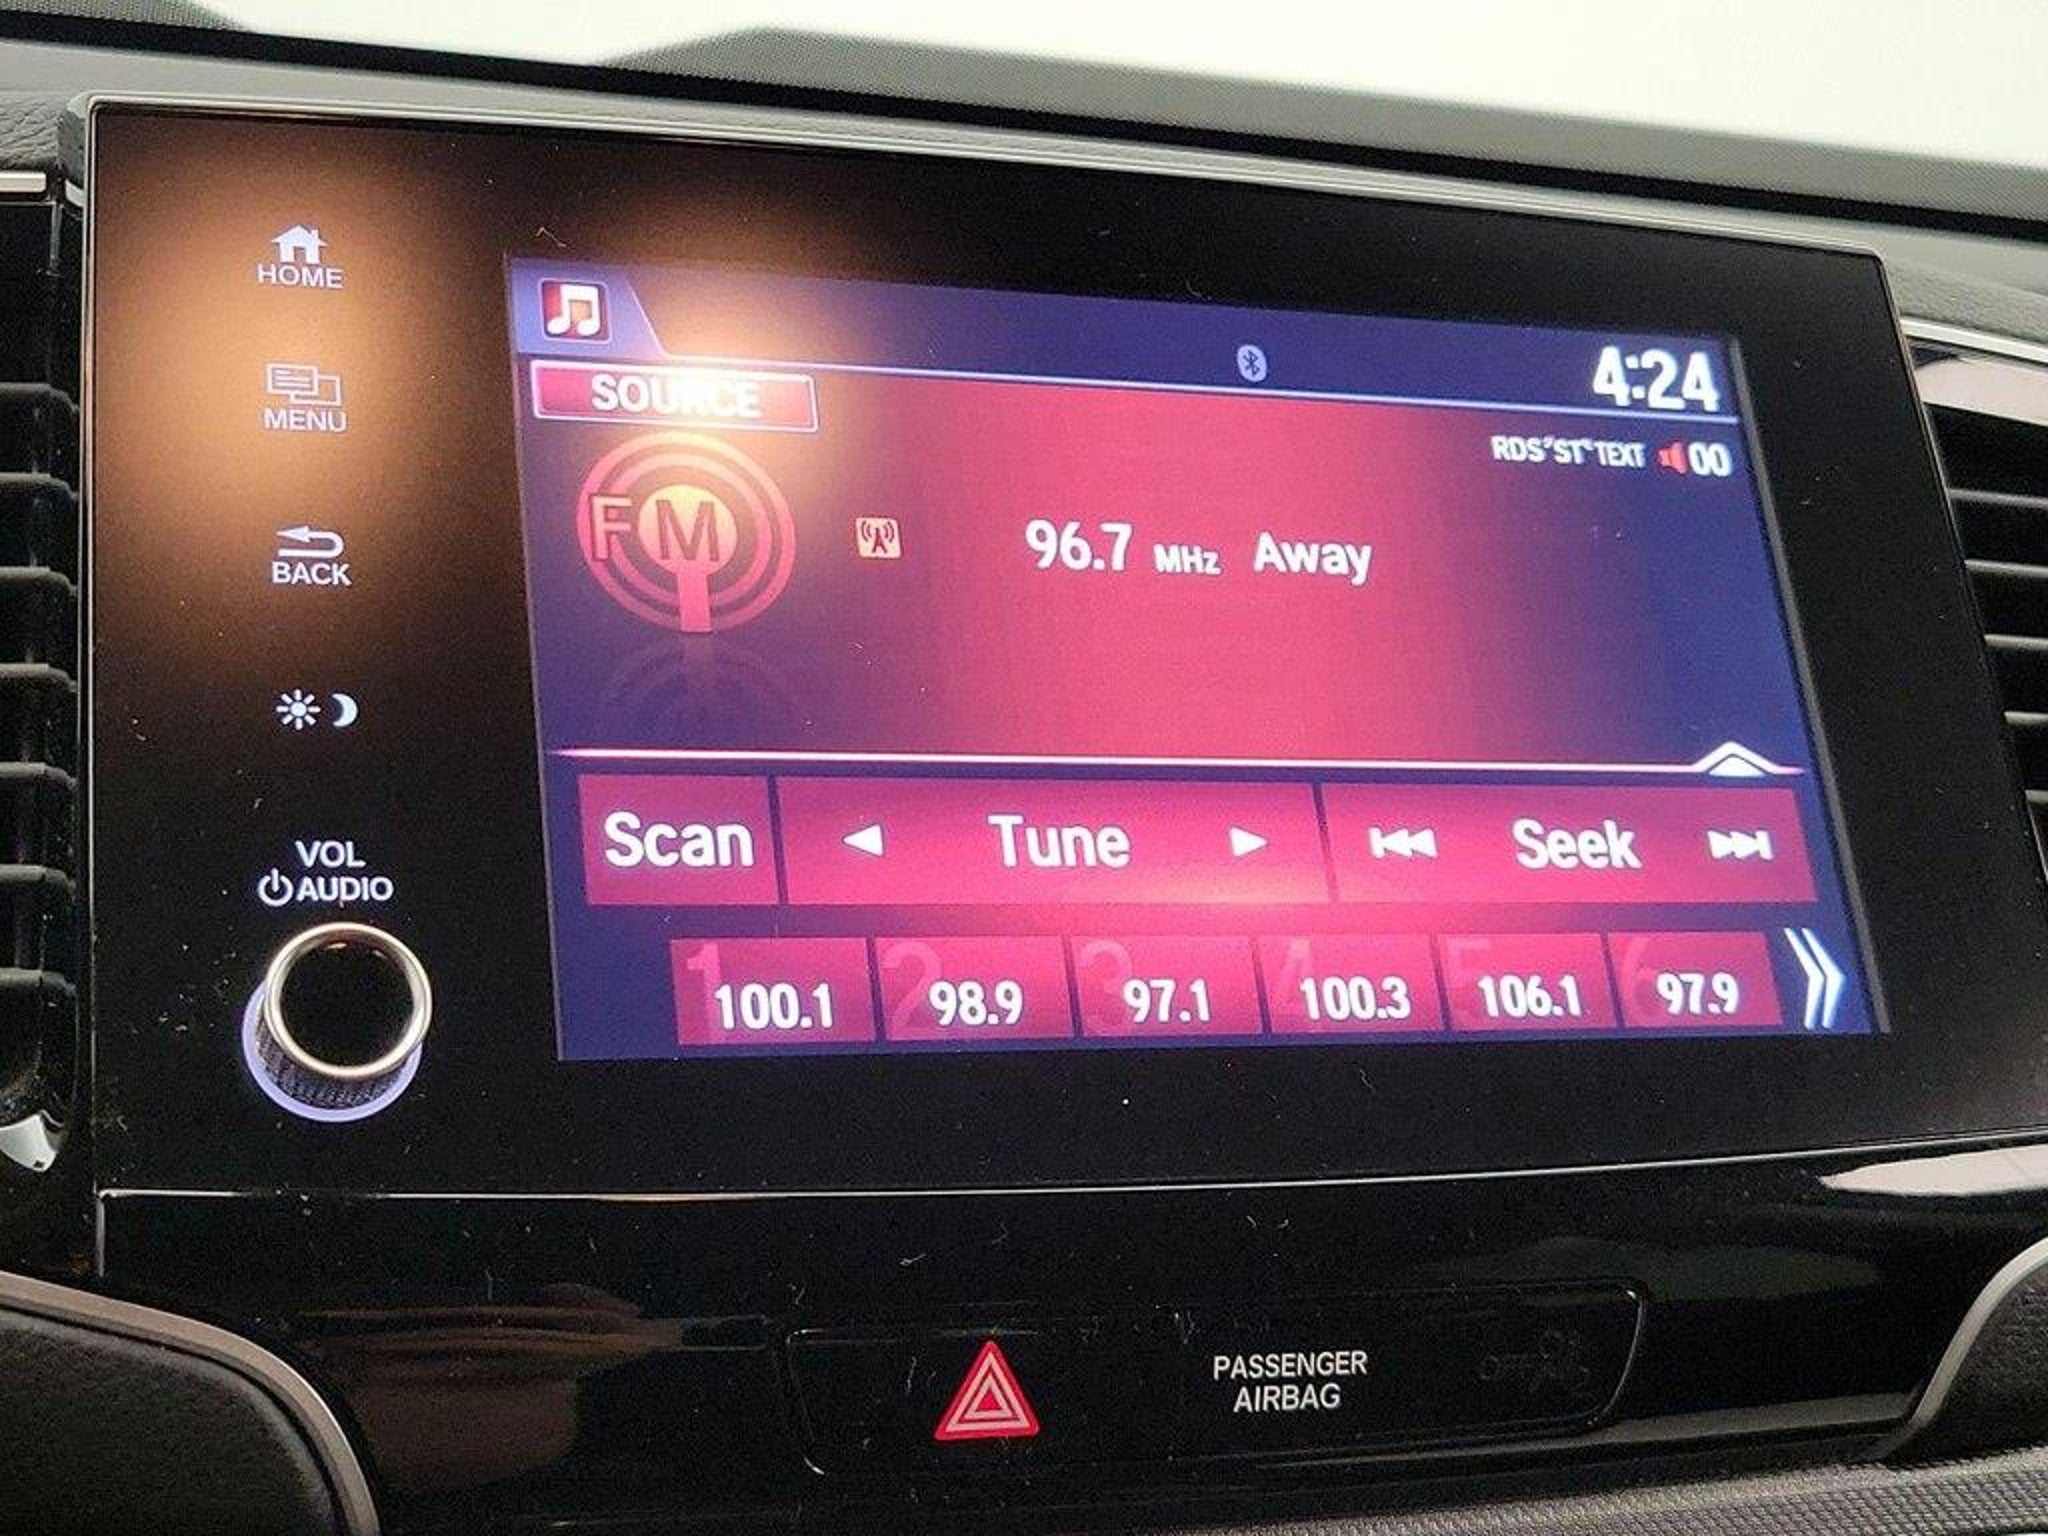 HOME
MENU
BACK
VOL
AUDIO
4:24
SOURCE
RDS ST TEXT 00
FM
96.7 MHz Away
Scan Tune Seek
1 100.1 2 98.9 3 97.1 4 100.3 5 106.1 6 97.9
PASSENGER
AIRBAG